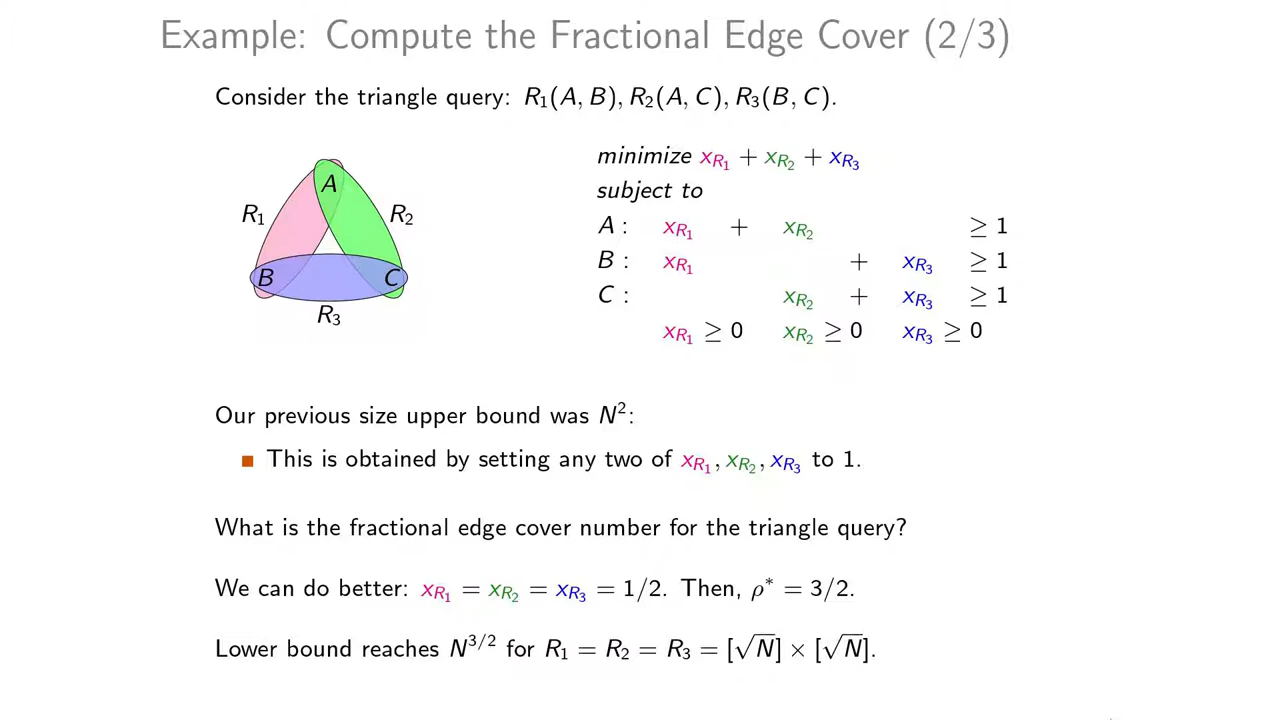 Example: Compute the Fractional Edge Cover (2/3)
Consider the triangle query: R₁(A, B), R₂(A, C), R₃(B, C).
A
R₁
R₂
B
C
R₃
minimize x_R₁ + x_R₂ + x_R₃
subject to
A : x_R₁ + x_R₂ ≥ 1
B : x_R₁ + x_R₃ ≥ 1
C : x_R₂ + x_R₃ ≥ 1
x_R₁ ≥ 0 x_R₂ ≥ 0 x_R₃ ≥ 0
Our previous size upper bound was N²:
■ This is obtained by setting any two of x_R₁, x_R₂, x_R₃ to 1.
What is the fractional edge cover number for the triangle query?
We can do better: x_R₁ = x_R₂ = x_R₃ = 1/2. Then, ρ* = 3/2.
Lower bound reaches N^3/2 for R₁ = R₂ = R₃ = [√N] × [√N].